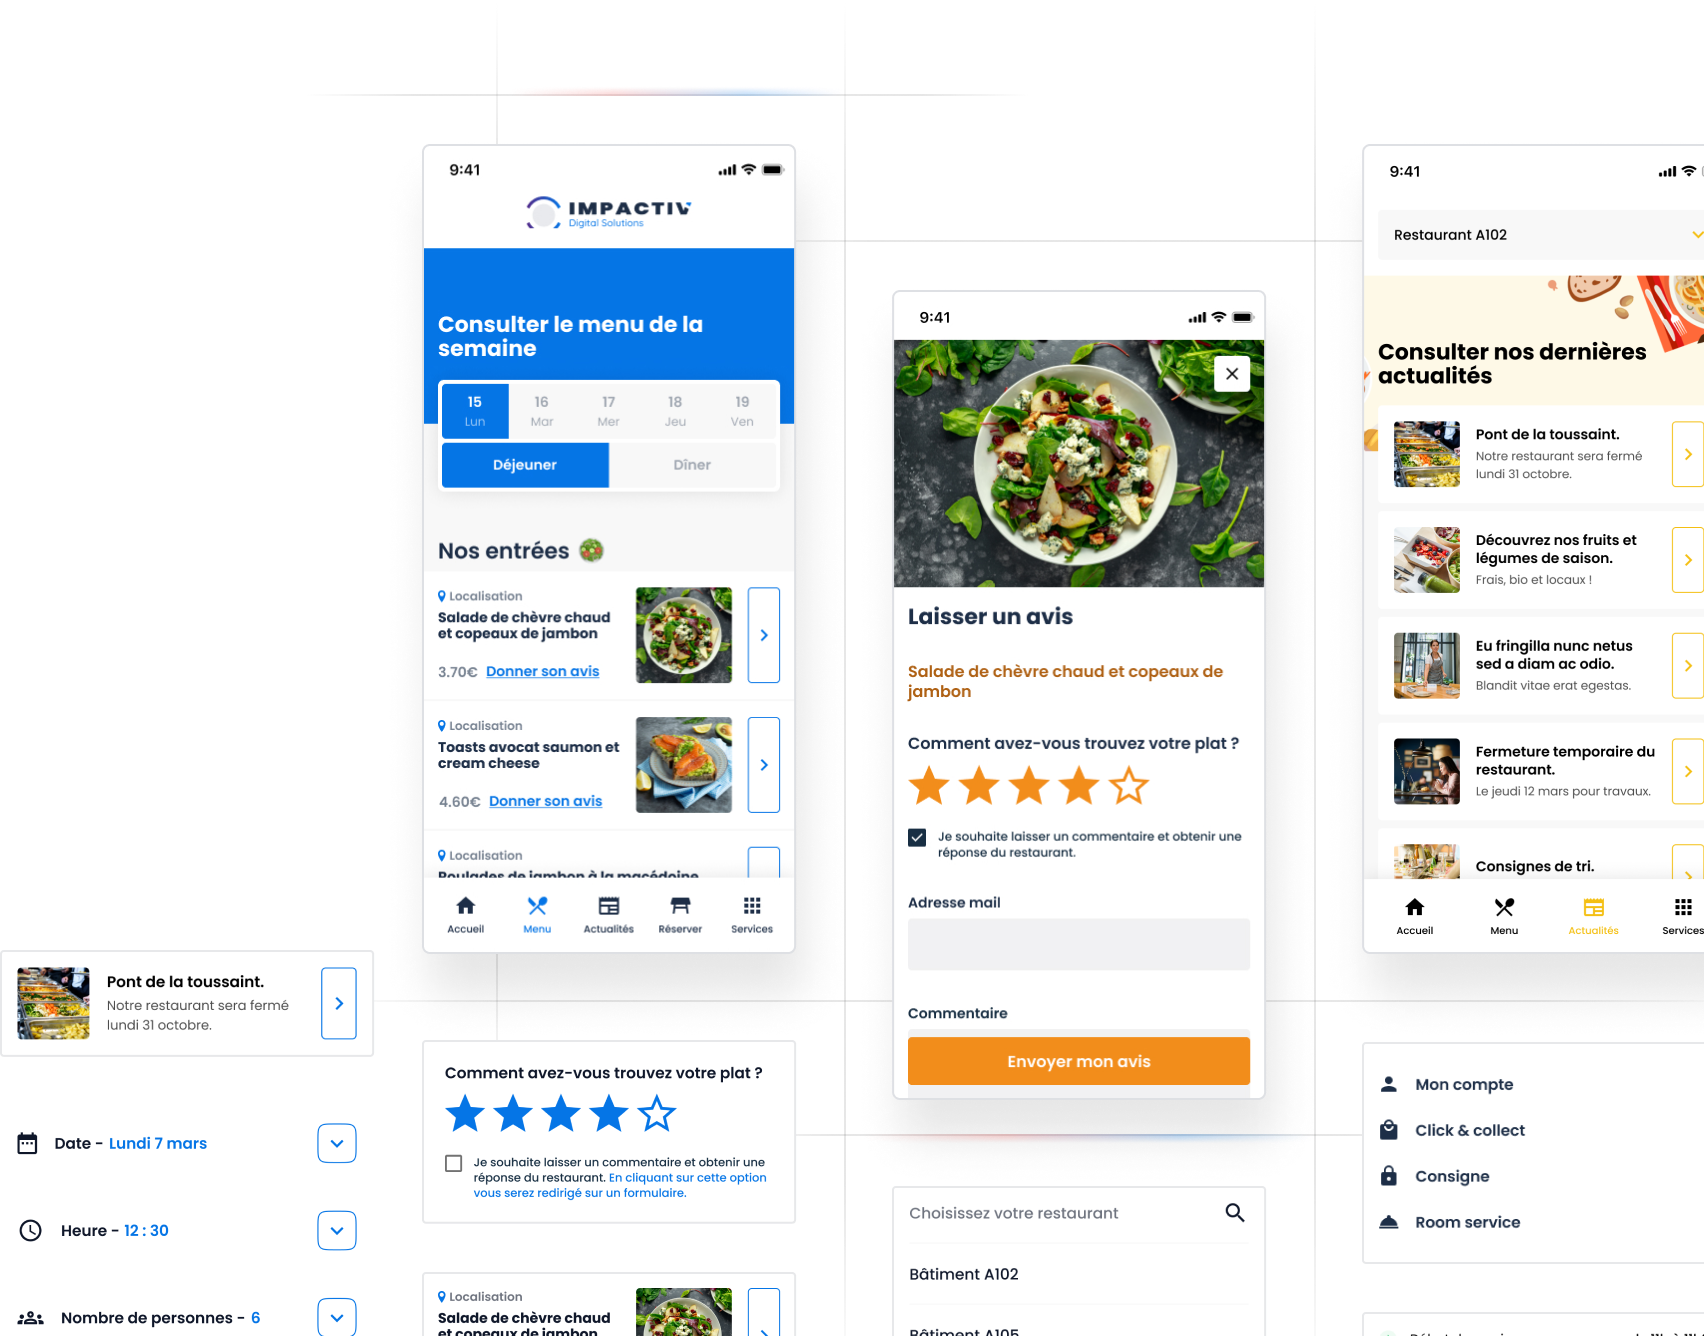 9:41
IMPACTIV
Digital Solutions
Consulter le menu de la
semaine
15
Lun
16
Mar
17
Mer
18
Jeu
19
Ven
Déjeuner
Dîner
Nos entrées
Localisation
Salade de chèvre chaud
et copeaux de jambon
3.70€ Donner son avis
Localisation
Toasts avocat saumon et
cream cheese
4.60€ Donner son avis
Localisation
Roulades de jambon à la macédoine
Accueil
Menu
Actualités
Réserver
Services
9:41
Laisser un avis
Salade de chèvre chaud et copeaux de
jambon
Comment avez-vous trouvez votre plat ?
Je souhaite laisser un commentaire et obtenir une
réponse du restaurant.
Adresse mail
Commentaire
Envoyer mon avis
9:41
Restaurant A102
Consulter nos dernières
actualités
Pont de la toussaint.
Notre restaurant sera fermé
lundi 31 octobre.
Découvrez nos fruits et
légumes de saison.
Frais, bio et locaux !
Eu fringilla nunc netus
sed a diam ac odio.
Blandit vitae erat egestas.
Fermeture temporaire du
restaurant.
Le jeudi 12 mars pour travaux.
Consignes de tri.
Accueil
Menu
Actualités
Services
Pont de la toussaint.
Notre restaurant sera fermé
lundi 31 octobre.
Date - Lundi 7 mars
Heure - 12 : 30
Nombre de personnes - 6
Comment avez-vous trouvez votre plat ?
Je souhaite laisser un commentaire et obtenir une
réponse du restaurant. En cliquant sur cette option
vous serez redirigé sur un formulaire.
Localisation
Salade de chèvre chaud
et copeaux de jambon
Choisissez votre restaurant
Bâtiment A102
Bâtiment A105
Mon compte
Click & collect
Consigne
Room service